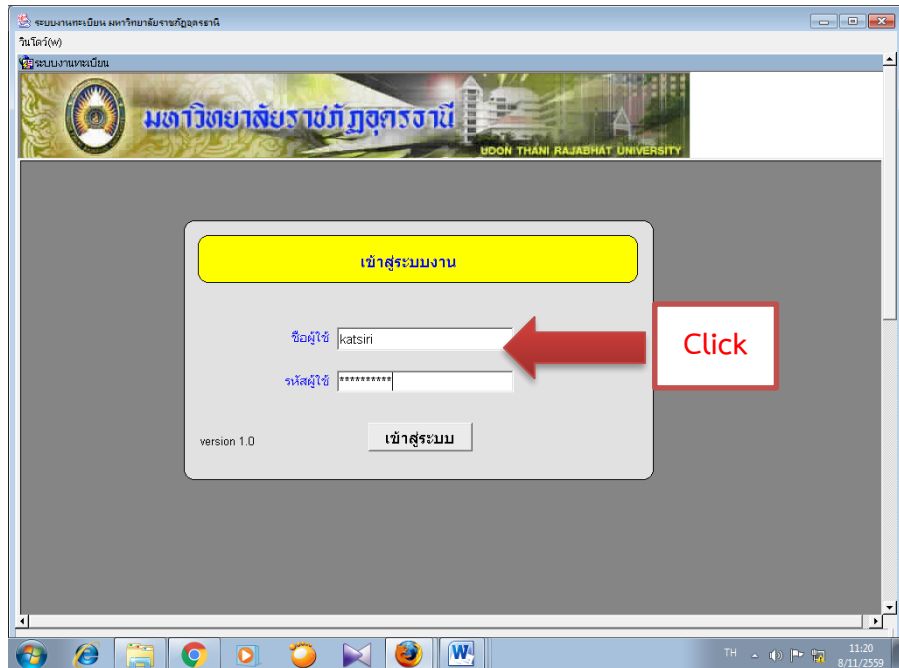 ระบบงานทะเบียน มหาวิทยาลัยราชภัฏอุดรธานี
วินโดว์(w)
ระบบงานทะเบียน
มหาวิทยาลัยราชภัฏอุดรธานี
UDON THANI RAJABHAT UNIVERSITY
เข้าสู่ระบบงาน
ชื่อผู้ใช้ katsiri
Click
รหัสผู้ใช้ **********
version 1.0 เข้าสู่ระบบ
TH 11:20
8/11/2559